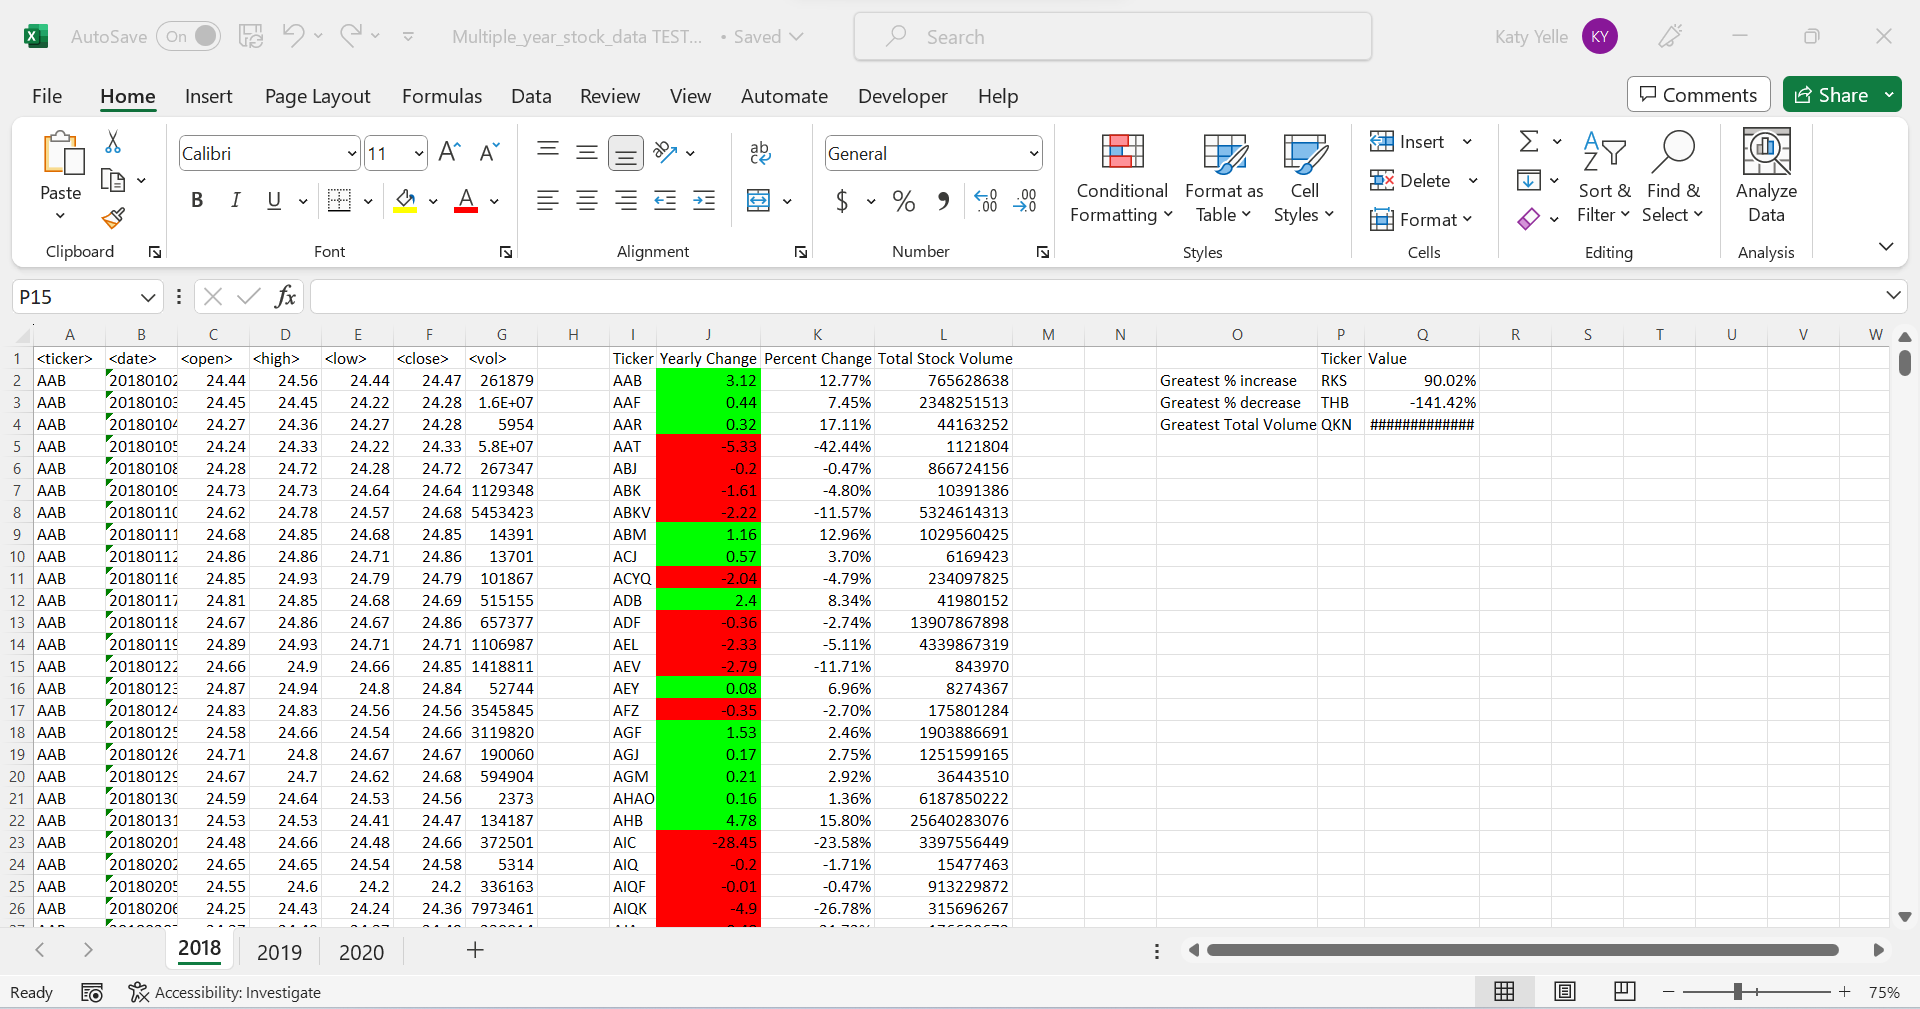 AutoSave On Multiple_year_stock_data TEST... • Saved Search Katy Yelle KY
File Home Insert Page Layout Formulas Data Review View Automate Developer Help Comments Share
Paste Calibri 11 General Conditional Formatting Format as Table Cell Styles Insert Delete Format Sort & Filter Find & Select Analyze Data
Clipboard Font Alignment Number Styles Cells Editing Analysis
P15 fx
A B C D E F G H I J K L M N O P Q R S T U V W
1 <ticker> <date> <open> <high> <low> <close> <vol> Ticker Yearly Change Percent Change Total Stock Volume Ticker Value
2 AAB 20180102 24.44 24.56 24.44 24.47 261879 AAB 3.12 12.77% 765628638 Greatest % increase RKS 90.02%
3 AAB 20180103 24.45 24.45 24.22 24.28 1.6E+07 AAF 0.44 7.45% 2348251513 Greatest % decrease THB -141.42%
4 AAB 20180104 24.27 24.36 24.27 24.28 5954 AAR 0.32 17.11% 44163252 Greatest Total Volume QKN #############
5 AAB 20180105 24.24 24.33 24.22 24.33 5.8E+07 AAT -5.33 -42.44% 1121804
6 AAB 20180108 24.28 24.72 24.28 24.72 267347 ABJ -0.2 -0.47% 866724156
7 AAB 20180109 24.73 24.73 24.64 24.64 1129348 ABK -1.61 -4.80% 10391386
8 AAB 20180110 24.62 24.78 24.57 24.68 5453423 ABKV -2.22 -11.57% 5324614313
9 AAB 20180111 24.68 24.85 24.68 24.85 14391 ABM 1.16 12.96% 1029560425
10 AAB 20180112 24.86 24.86 24.71 24.86 13701 ACJ 0.57 3.70% 6169423
11 AAB 20180116 24.85 24.93 24.79 24.79 101867 ACYQ -2.04 -4.79% 234097825
12 AAB 20180117 24.81 24.85 24.68 24.69 515155 ADB 2.4 8.34% 41980152
13 AAB 20180118 24.67 24.86 24.67 24.86 657377 ADF -0.36 -2.74% 13907867898
14 AAB 20180119 24.89 24.93 24.71 24.71 1106987 AEL -2.33 -5.11% 4339867319
15 AAB 20180122 24.66 24.9 24.66 24.85 1418811 AEV -2.79 -11.71% 843970
16 AAB 20180123 24.87 24.94 24.8 24.84 52744 AEY 0.08 6.96% 8274367
17 AAB 20180124 24.83 24.83 24.56 24.56 3545845 AFZ -0.35 -2.70% 175801284
18 AAB 20180125 24.58 24.66 24.54 24.66 3119820 AGF 1.53 2.46% 1903886691
19 AAB 20180126 24.71 24.8 24.67 24.67 190060 AGJ 0.17 2.75% 1251599165
20 AAB 20180129 24.67 24.7 24.62 24.68 594904 AGM 0.21 2.92% 36443510
21 AAB 20180130 24.59 24.64 24.53 24.56 2373 AHAO 0.16 1.36% 6187850222
22 AAB 20180131 24.53 24.53 24.41 24.47 134187 AHB 4.78 15.80% 25640283076
23 AAB 20180201 24.48 24.66 24.48 24.66 372501 AIC -28.45 -23.58% 3397556449
24 AAB 20180202 24.65 24.65 24.54 24.58 5314 AIQ -0.2 -1.71% 15477463
25 AAB 20180205 24.55 24.6 24.2 24.2 336163 AIQF -0.01 -0.47% 913229872
26 AAB 20180206 24.25 24.43 24.24 24.36 7973461 AIQK -4.9 -26.78% 315696267
2018 2019 2020
Ready Accessibility: Investigate 75%